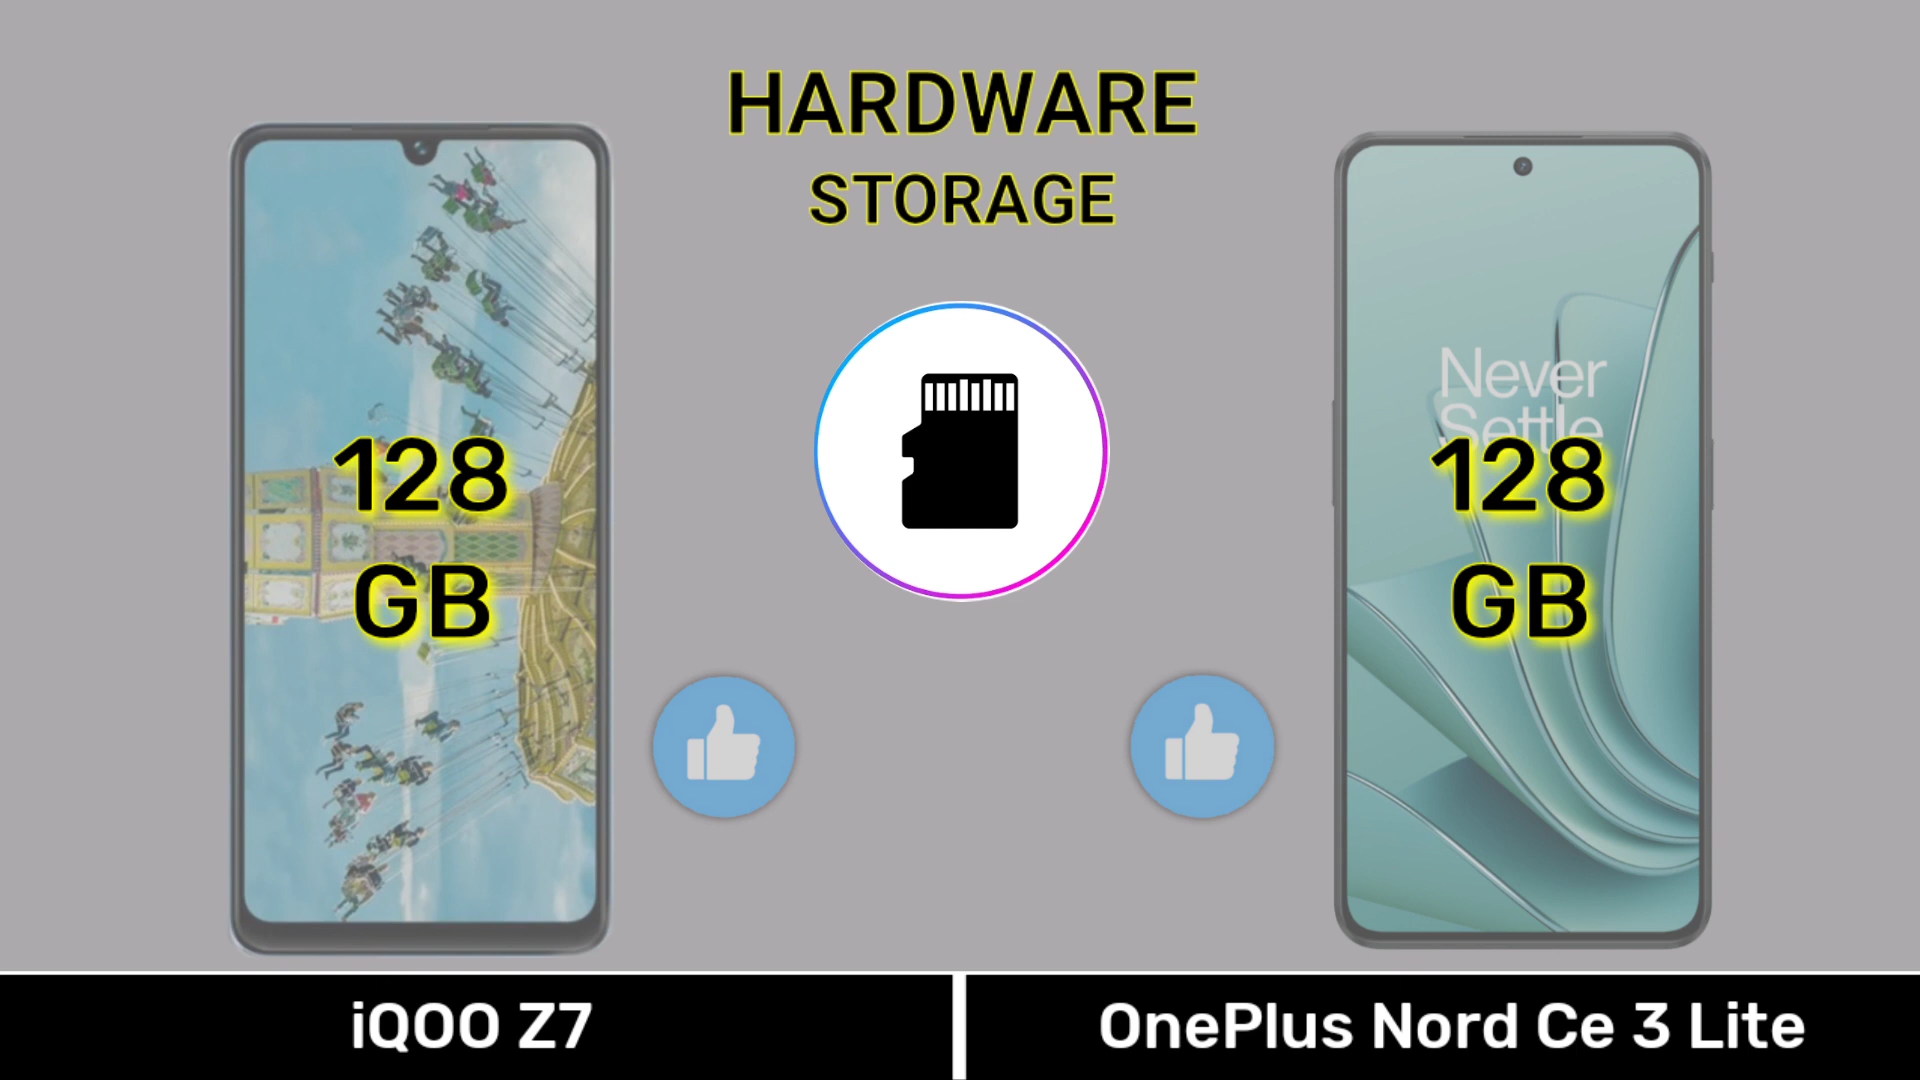 HARDWARE
STORAGE
Never
Settle
128
GB
128
GB
iQOO Z7
OnePlus Nord Ce 3 Lite